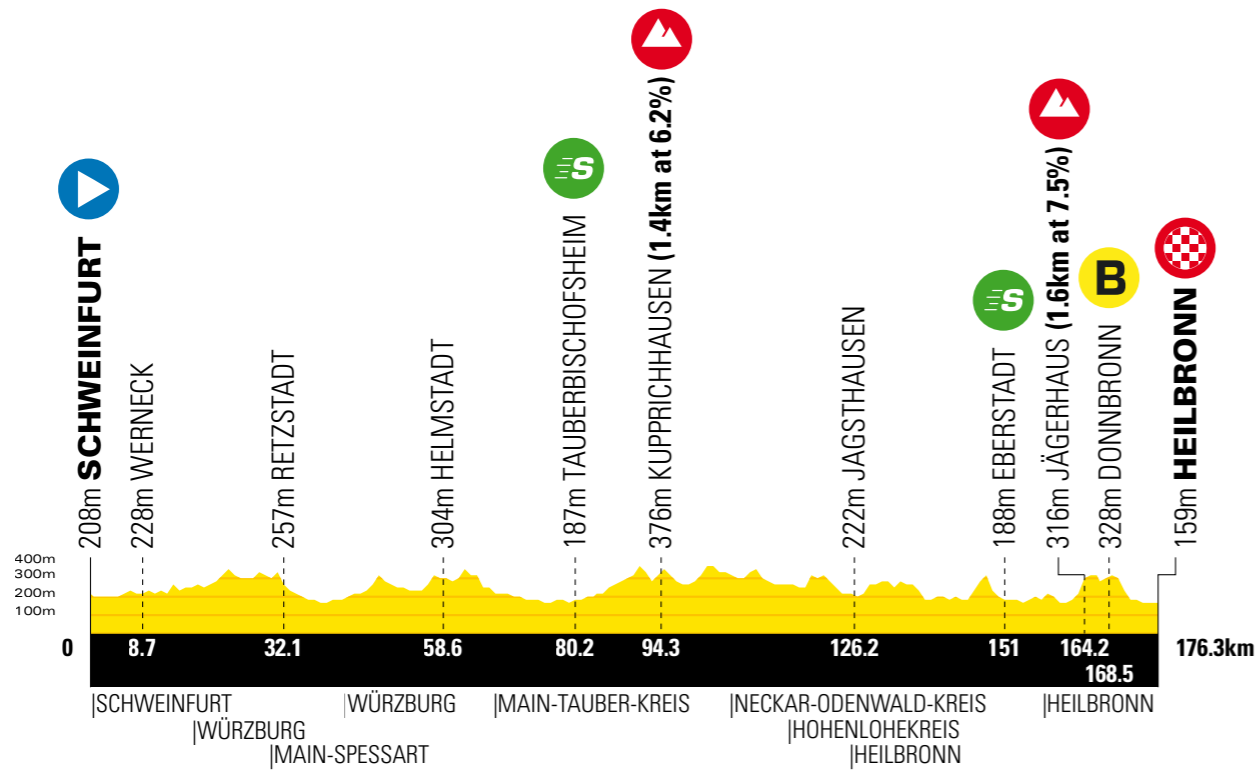 208m SCHWEINFURT
228m WERNECK
257m RETZSTADT
304m HELMSTADT
S
187m TAUBERBISCHOFSHEIM
376m KUPPRICHHAUSEN (1.4km at 6.2%)
222m JAGSTHAUSEN
S
188m EBERSTADT
316m JÄGERHAUS (1.6km at 7.5%)
B
328m DONNBRONN
159m HEILBRONN
400m
300m
200m
100m
0 8.7 32.1 58.6 80.2 94.3 126.2 151 164.2 176.3km
168.5
|SCHWEINFURT |WÜRZBURG |MAIN-TAUBER-KREIS |NECKAR-ODENWALD-KREIS |HEILBRONN
|WÜRZBURG |HOHENLOHEKREIS
|MAIN-SPESSART |HEILBRONN